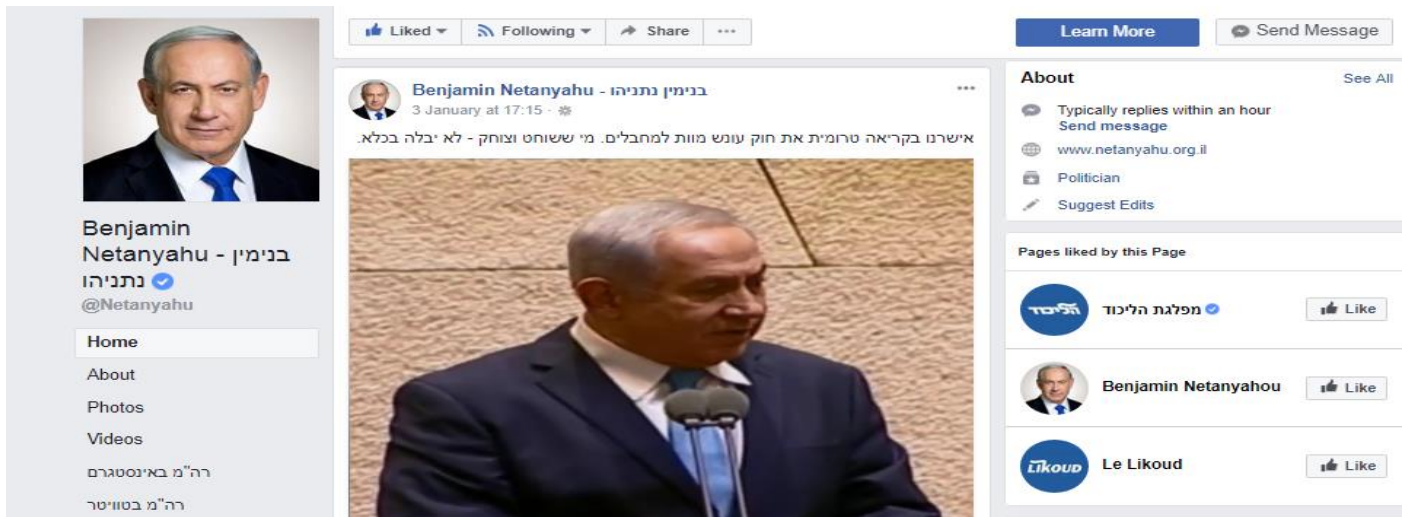 Liked
Following
Share
Learn More
Send Message
Benjamin Netanyahu - בנימין נתניהו
3 January at 17:15
אישרנו בקריאה טרומית את חוק עונש מוות למחבלים. מי ששוחט וצוחק - לא יבלה בכלא.
Benjamin
Netanyahu - בנימין
נתניהו
@Netanyahu
Home
About
Photos
Videos
רה"מ באינסטגרם
רה"מ בטוויטר
About
See All
Typically replies within an hour
Send message
www.netanyahu.org.il
Politician
Suggest Edits
Pages liked by this Page
הליכוד
מפלגת הליכוד
Like
Benjamin Netanyahou
Like
Likoud
Le Likoud
Like